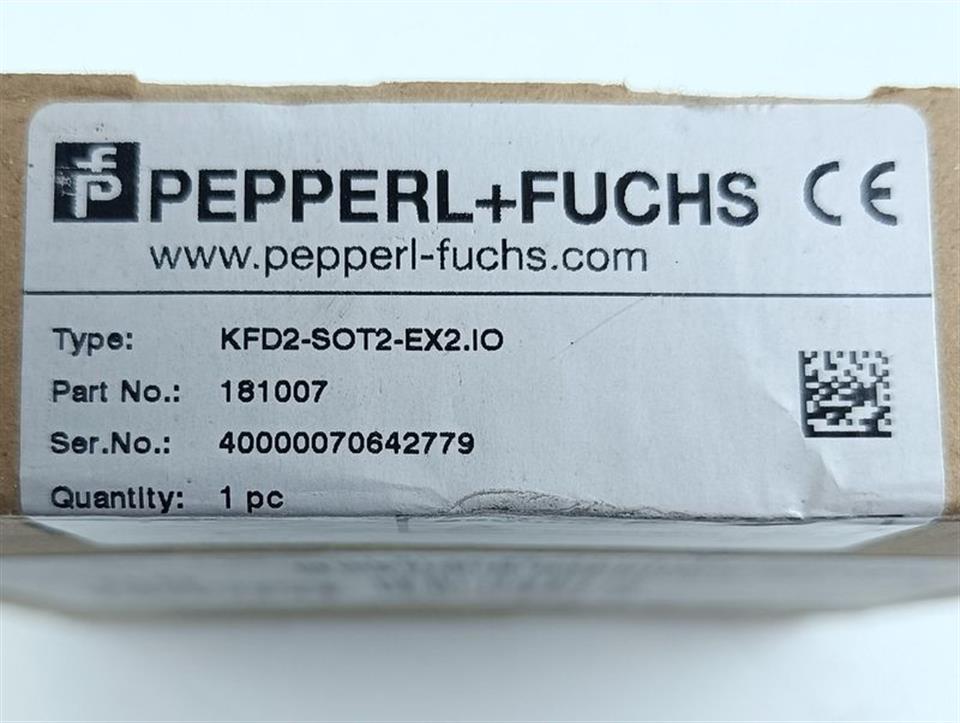 PEPPERL+FUCHS CE
www.pepperl-fuchs.com
Type: KFD2-SOT2-EX2.IO
Part No.: 181007
Ser.No.: 40000070642779
Quantity: 1 pc